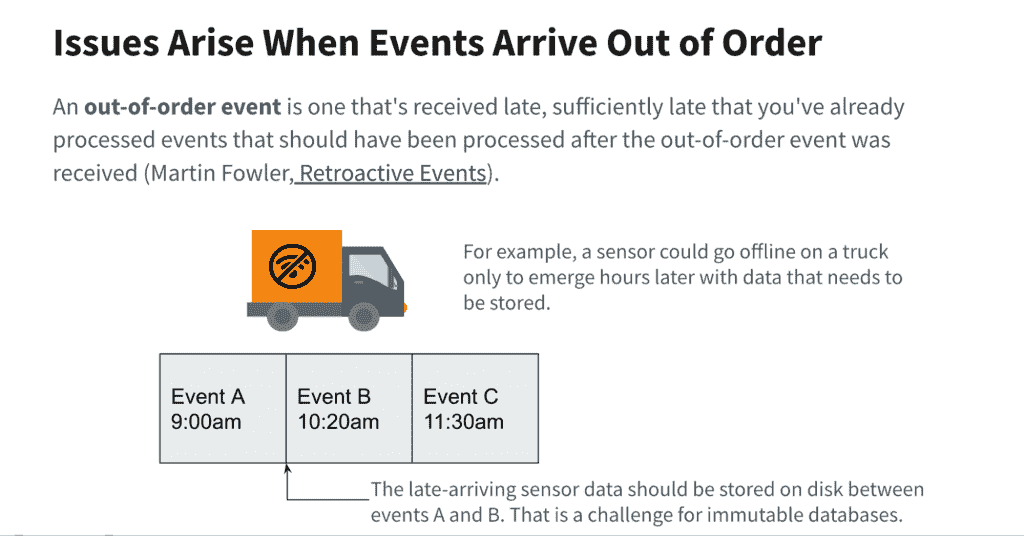 Issues Arise When Events Arrive Out of Order
An out-of-order event is one that's received late, sufficiently late that you've already
processed events that should have been processed after the out-of-order event was
received (Martin Fowler, Retroactive Events).
For example, a sensor could go offline on a truck
only to emerge hours later with data that needs to
be stored.
Event A
9:00am
Event B
10:20am
Event C
11:30am
The late-arriving sensor data should be stored on disk between
events A and B. That is a challenge for immutable databases.